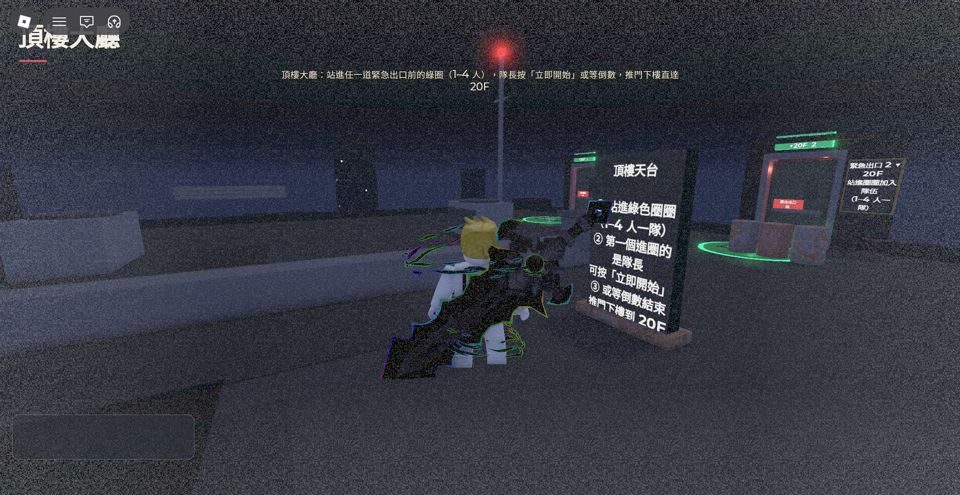 頂樓大廳
頂樓大廳：站進任一道緊急出口前的綠圈（1–4 人），隊長按「立即開始」或等倒數，推門下樓直達
20F
頂樓天台
站進綠色圈圈
（1–4 人一隊）
② 第一個進圈的
是隊長
可按「立即開始」
③ 或等倒數結束
推門下樓到 20F
20F 2
緊急出口 2
20F
站進圈圈加入
隊伍
（1–4 人一
隊）